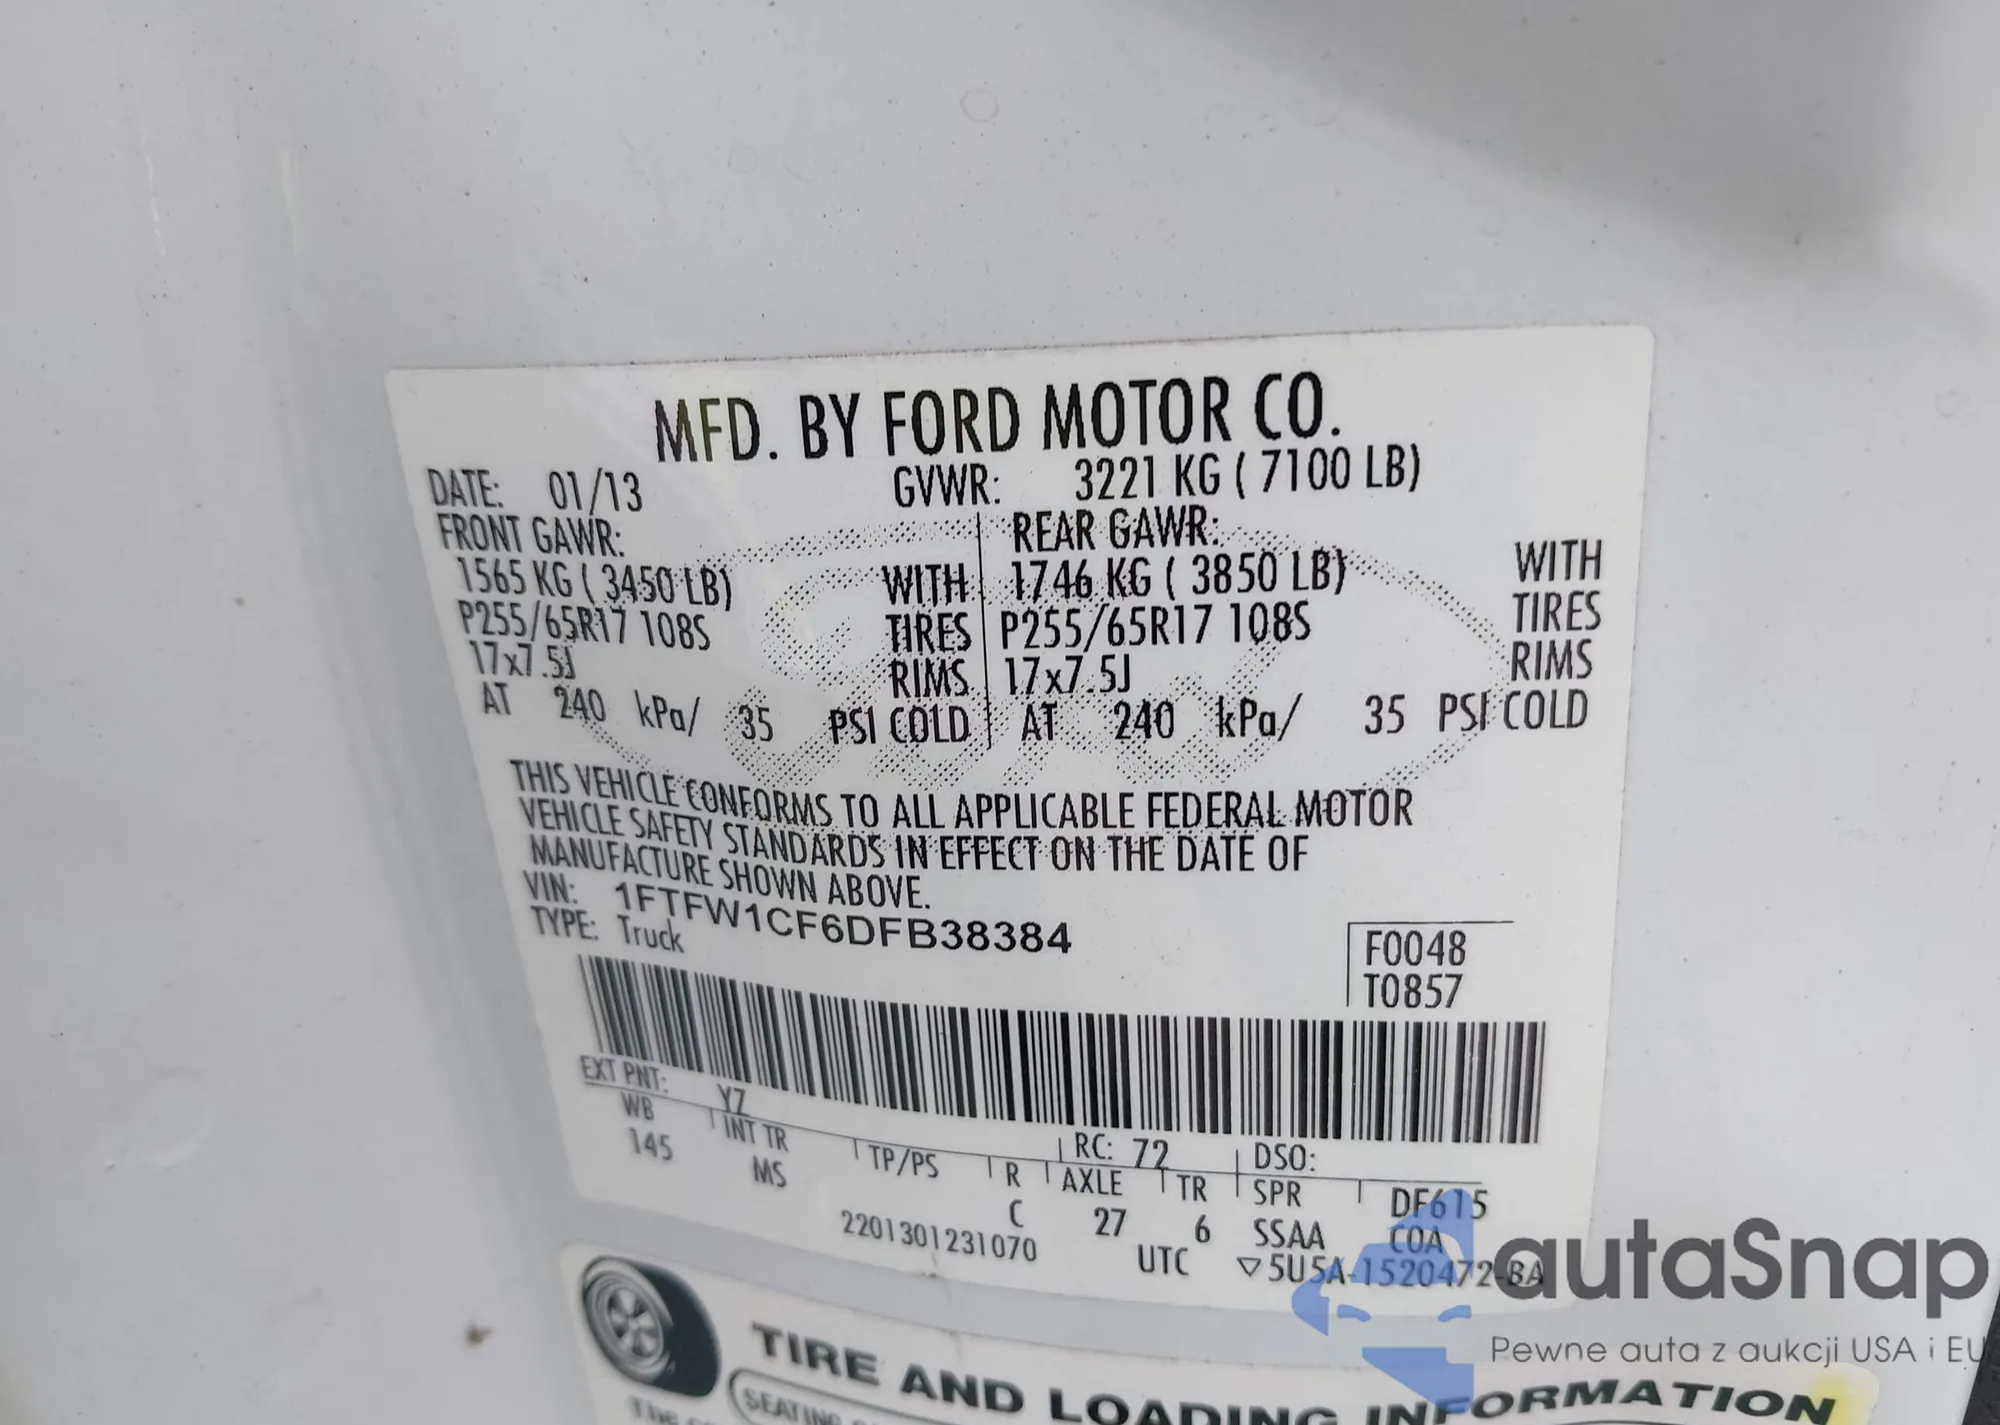 MFD. BY FORD MOTOR CO.
DATE: 01/13 GVWR: 3221 KG ( 7100 LB)
FRONT GAWR: REAR GAWR:
1565 KG ( 3450 LB) WITH 1746 KG ( 3850 LB) WITH
P255/65R17 108S TIRES P255/65R17 108S TIRES
17x7.5J RIMS 17x7.5J RIMS
AT 240 kPa/ 35 PSI COLD AT 240 kPa/ 35 PSI COLD
THIS VEHICLE CONFORMS TO ALL APPLICABLE FEDERAL MOTOR
VEHICLE SAFETY STANDARDS IN EFFECT ON THE DATE OF
MANUFACTURE SHOWN ABOVE.
VIN: 1FTFW1CF6DFB38384
TYPE: Truck
F0048
T0857
EXT PNT: YZ RC: 72 DSO:
WB INT TR TP/PS R AXLE TR SPR DF615
145 MS C 27 6 SSAA COA
2201301231070 UTC ▽5U5A-1520472-BA
autaSnap
Pewne auta z aukcji USA i EU
TIRE AND LOADING INFORMATION
SEATING
The